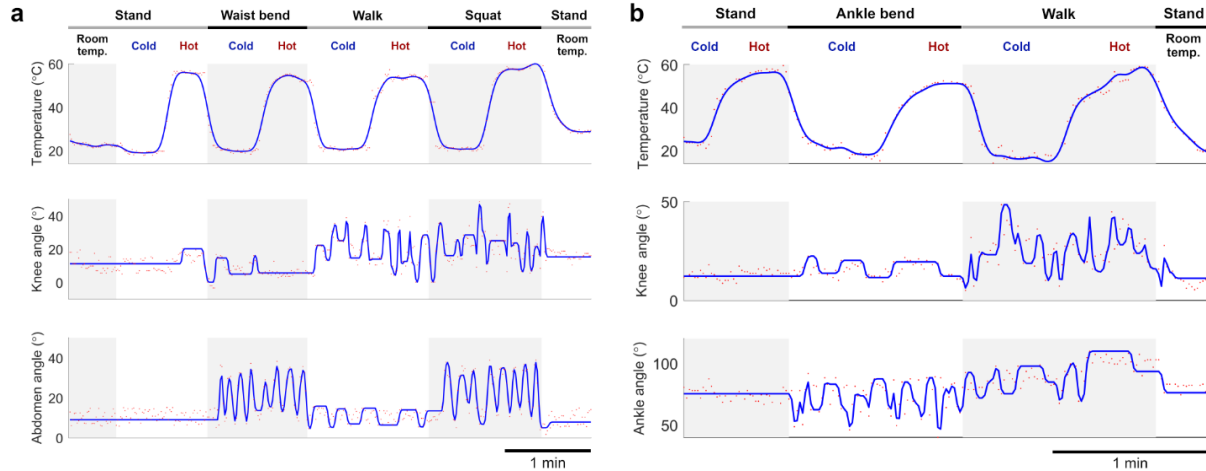 a
Stand Waist bend Walk Squat Stand
Room temp. Cold Hot Cold Hot Cold Hot Cold Hot Room temp.
Temperature (°C)
60
40
20
Knee angle (°)
40
20
0
Abdomen angle (°)
40
20
0
1 min
b
Stand Ankle bend Walk Stand
Cold Hot Cold Hot Cold Hot Room temp.
Temperature (°C)
60
40
20
Knee angle (°)
50
0
Ankle angle (°)
100
50
1 min